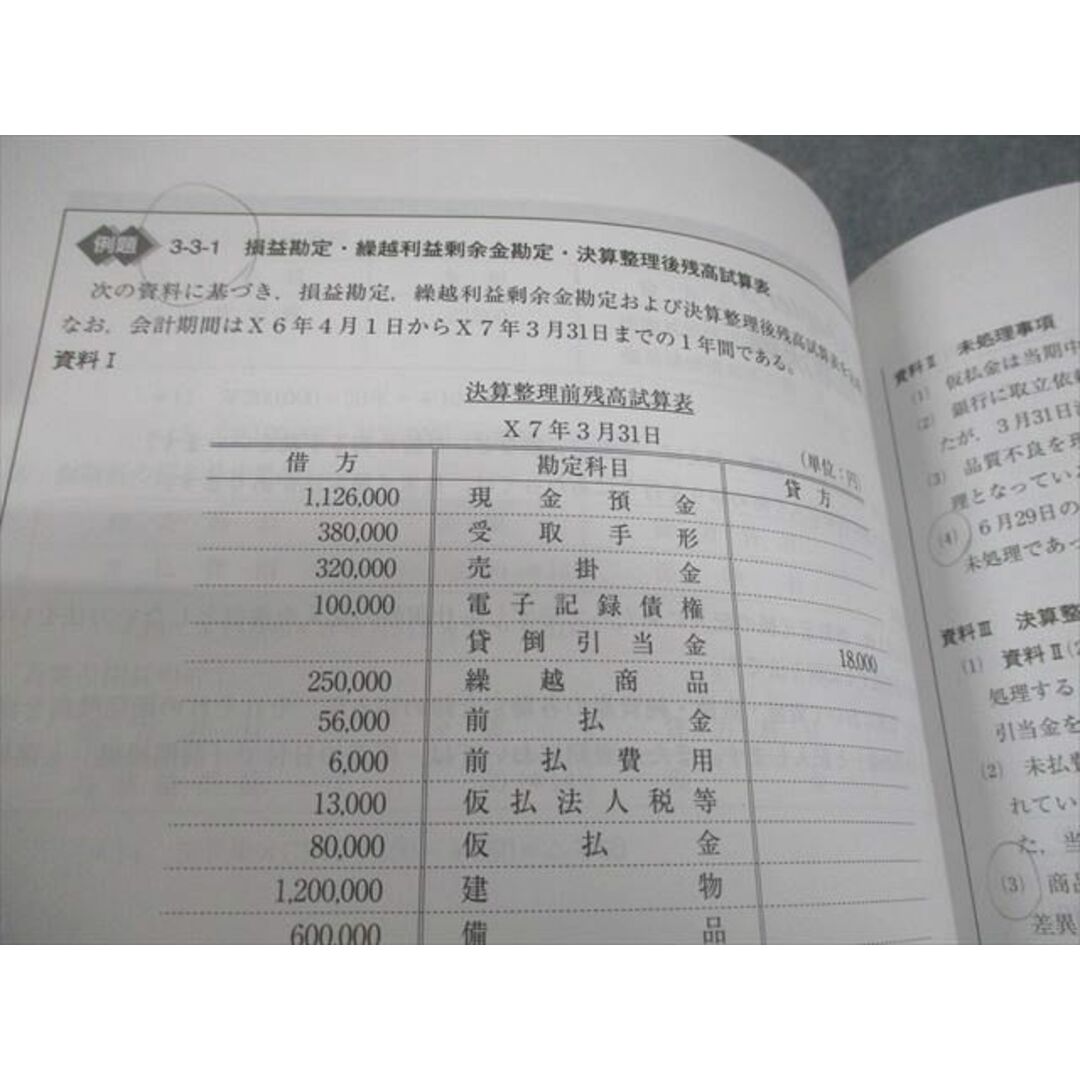 例題 3-3-1 損益勘定・繰越利益剰余金勘定・決算整理後残高試算表
次の資料に基づき，損益勘定，繰越利益剰余金勘定および決算整理後残高試算表を
なお，会計期間はX6年4月1日からX7年3月31日までの1年間である。
資料Ⅰ
決算整理前残高試算表
X7年3月31日
（単位：円）
借方 勘定科目 貸方
1,126,000 現金預金
380,000 受取手形
320,000 売掛金
100,000 電子記録債権
貸倒引当金 18,000
250,000 繰越商品
56,000 前払金
6,000 前払費用
13,000 仮払法人税等
80,000 仮払金
1,200,000 建物
600,000 備品
資料Ⅱ 未処理事項
(1) 仮払金は当期中
(2) 銀行に取立依頼
たが，3月31日
(3) 品質不良を理
理となってい
(4) 6月29日の
未処理であっ
資料Ⅲ 決算整
(1) 資料Ⅱ(2
処理する
引当金を
(2) 未払費
れてい
た，当
(3) 商品
差異